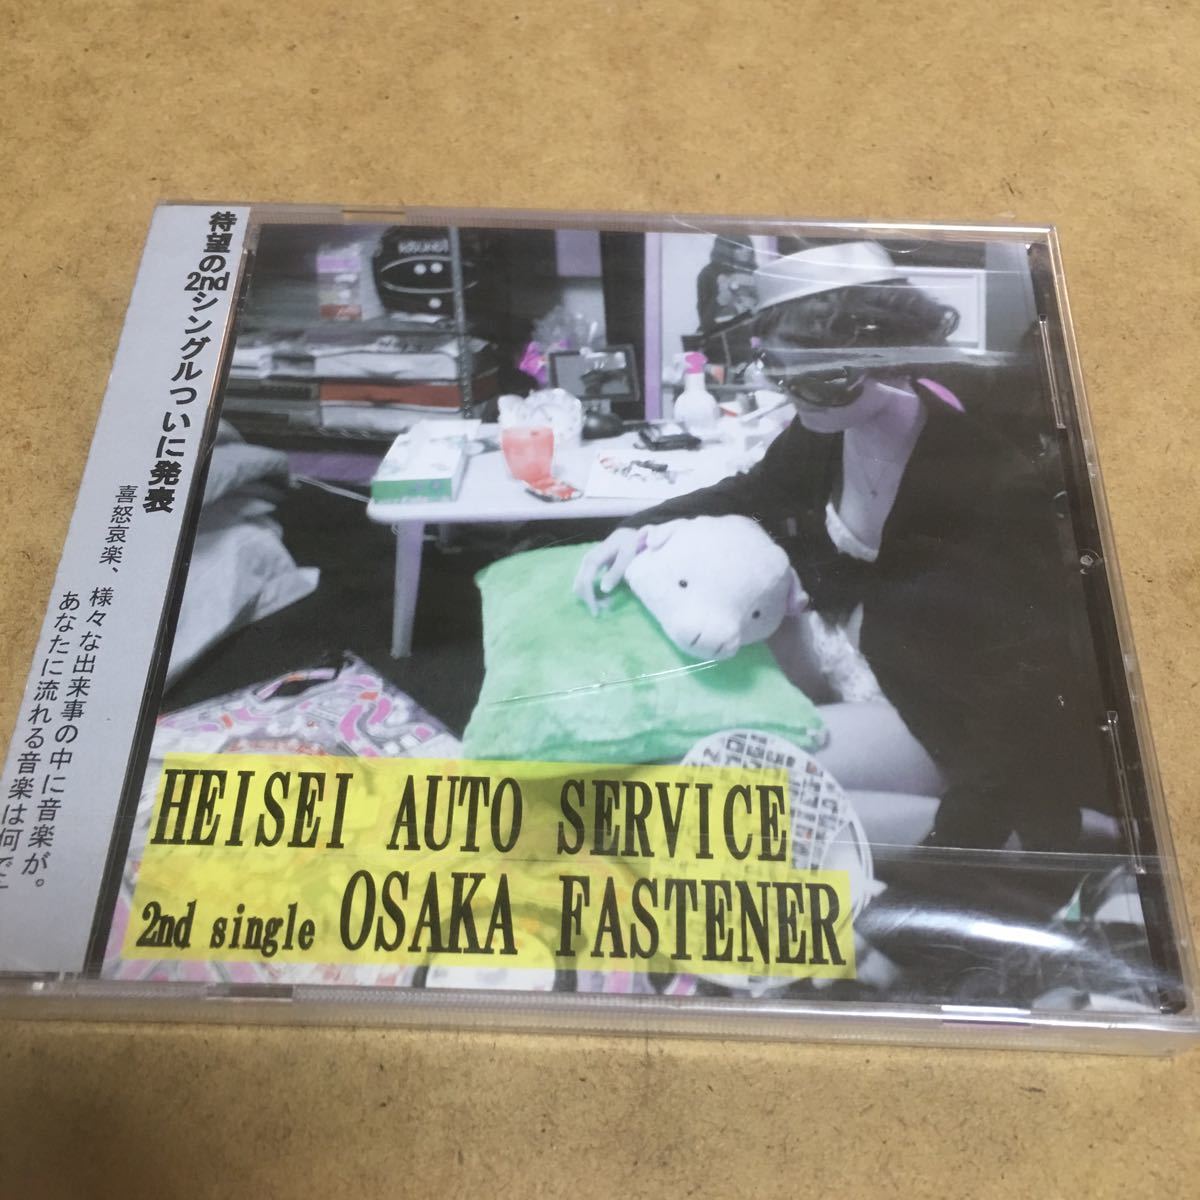 待望の2ndシングルついに発表
喜怒哀楽、様々な出来事の中に音楽が。
あなたに流れる音楽は何で
HEISEI AUTO SERVICE
2nd single OSAKA FASTENER